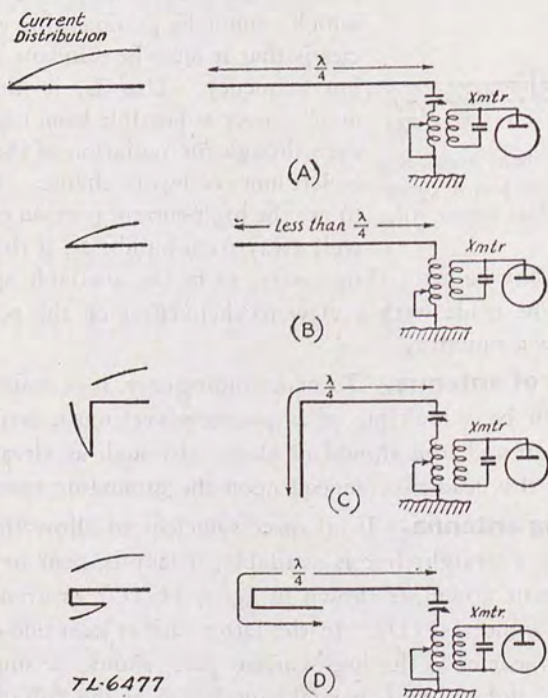 Current
Distribution
λ/4
Xmtr
(A)
less than λ/4
Xmtr
(B)
λ/4
Xmtr
(C)
λ/4
Xmtr
(D)
TL-6477